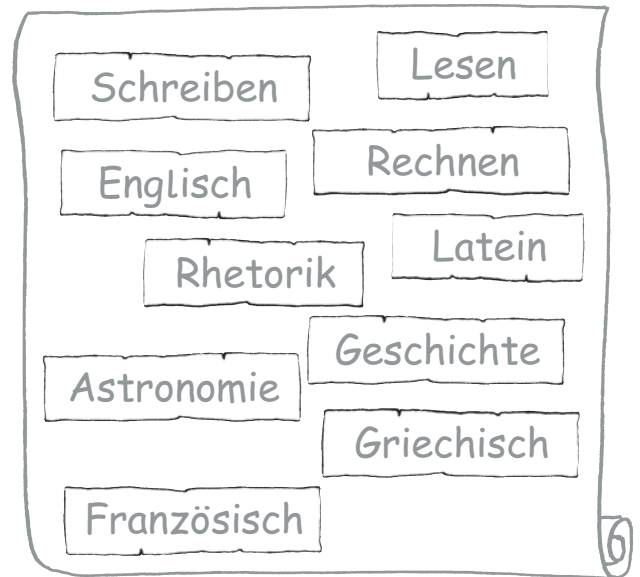 Schreiben
Lesen
Englisch
Rechnen
Rhetorik
Latein
Geschichte
Astronomie
Griechisch
Französisch
6